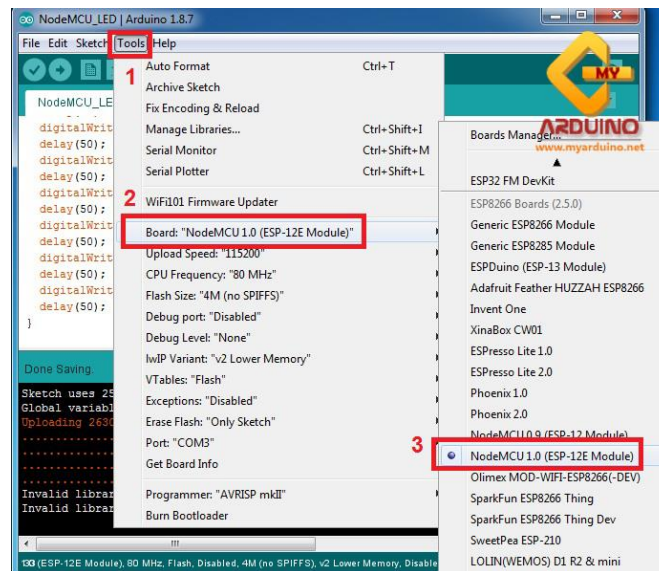 NodeMCU_LED | Arduino 1.8.7
File Edit Sketch Tools Help
1
NodeMCU_LE
digitalWrit
delay(50);
digitalWrit
delay(50);
digitalWrit
delay(50);
digitalWrit
delay(50);
digitalWrit
delay(50);
digitalWrit
delay(50);
}
Done Saving.
Sketch uses 25
Global variabl
Uploading 2630
Invalid librar
Invalid librar
Auto Format Ctrl+T
Archive Sketch
Fix Encoding & Reload
Manage Libraries... Ctrl+Shift+I
Serial Monitor Ctrl+Shift+M
Serial Plotter Ctrl+Shift+L
WiFi101 Firmware Updater
2
Board: "NodeMCU 1.0 (ESP-12E Module)"
Upload Speed: "115200"
CPU Frequency: "80 MHz"
Flash Size: "4M (no SPIFFS)"
Debug port: "Disabled"
Debug Level: "None"
lwIP Variant: "v2 Lower Memory"
VTables: "Flash"
Exceptions: "Disabled"
Erase Flash: "Only Sketch"
Port: "COM3"
Get Board Info
Programmer: "AVRISP mkII"
Burn Bootloader
MY
ARDUINO
www.myarduino.net
Boards Manager...
ESP32 FM DevKit
ESP8266 Boards (2.5.0)
Generic ESP8266 Module
Generic ESP8285 Module
ESPDuino (ESP-13 Module)
Adafruit Feather HUZZAH ESP8266
Invent One
XinaBox CW01
ESPresso Lite 1.0
ESPresso Lite 2.0
Phoenix 1.0
Phoenix 2.0
NodeMCU 0.9 (ESP-12 Module)
3
NodeMCU 1.0 (ESP-12E Module)
Olimex MOD-WIFI-ESP8266(-DEV)
SparkFun ESP8266 Thing
SparkFun ESP8266 Thing Dev
SweetPea ESP-210
LOLIN(WEMOS) D1 R2 & mini
(ESP-12E Module), 80 MHz, Flash, Disabled, 4M (no SPIFFS), v2 Lower Memory, Disable